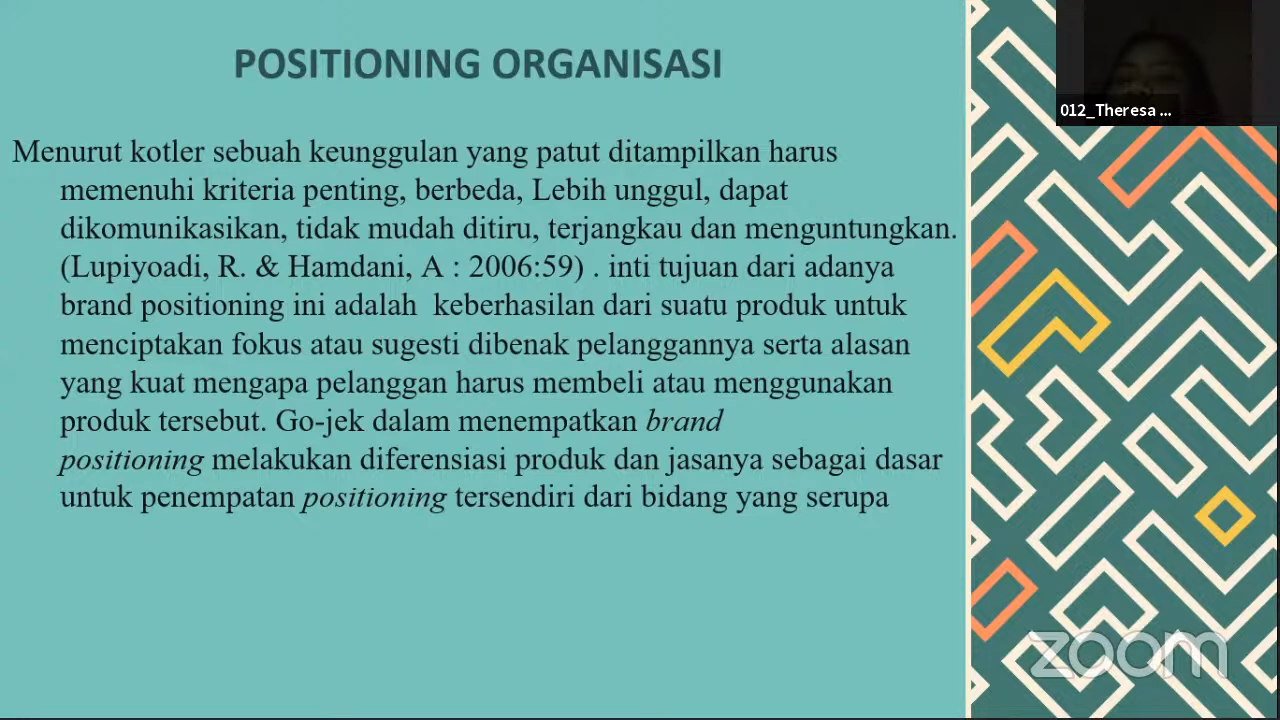 POSITIONING ORGANISASI
012_Theresa ...
Menurut kotler sebuah keunggulan yang patut ditampilkan harus
memenuhi kriteria penting, berbeda, Lebih unggul, dapat
dikomunikasikan, tidak mudah ditiru, terjangkau dan menguntungkan.
(Lupiyoadi, R. & Hamdani, A : 2006:59) . inti tujuan dari adanya
brand positioning ini adalah  keberhasilan dari suatu produk untuk
menciptakan fokus atau sugesti dibenak pelanggannya serta alasan
yang kuat mengapa pelanggan harus membeli atau menggunakan
produk tersebut. Go-jek dalam menempatkan brand
positioning melakukan diferensiasi produk dan jasanya sebagai dasar
untuk penempatan positioning tersendiri dari bidang yang serupa
zoom